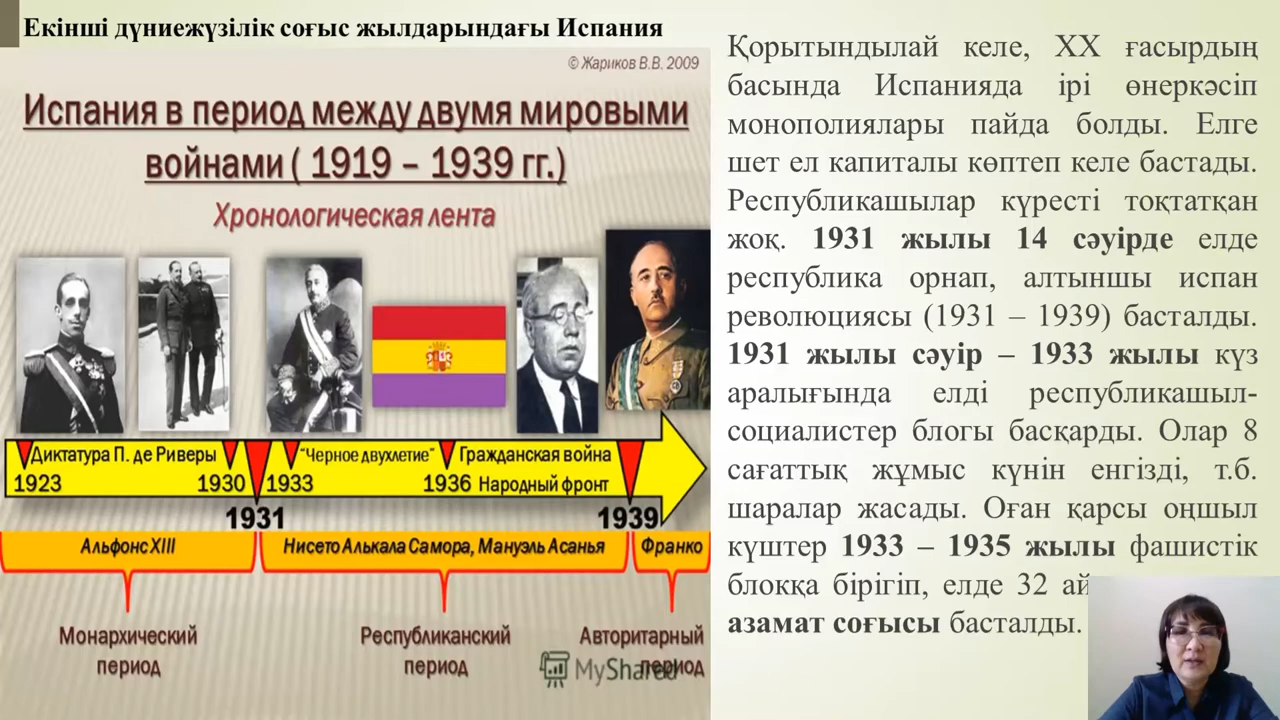 Екінші дүниежүзілік соғыс жылдарындағы Испания
© Жариков В.В. 2009
Испания в период между двумя мировыми
войнами ( 1919 – 1939 гг.)
Хронологическая лента
Диктатура П. де Риверы
"Черное двухлетие"
Гражданская война
1923
1930
1933
1936
Народный фронт
1931
1939
Альфонс XIII
Нисето Алькала Самора, Мануэль Асанья
Франко
Монархический
период
Республиканский
период
Авторитарный
период
MyShared
Қорытындылай келе, ХХ ғасырдың
басында Испанияда ірі өнеркәсіп
монополиялары пайда болды. Елге
шет ел капиталы көптеп келе бастады.
Республикашылар күресті тоқтатқан
жоқ. 1931 жылы 14 сәуірде елде
республика орнап, алтыншы испан
революциясы (1931 – 1939) басталды.
1931 жылы сәуір – 1933 жылы күз
аралығында елді республикашыл-
социалистер блогы басқарды. Олар 8
сағаттық жұмыс күнін енгізді, т.б.
шаралар жасады. Оған қарсы оңшыл
күштер 1933 – 1935 жылы фашистік
блокқа бірігіп, елде 32 ай
азамат соғысы басталды.